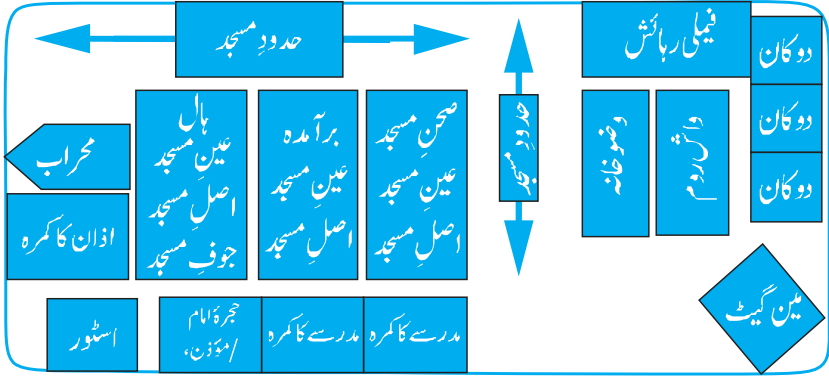 فیملی رہائش
دوکان
دوکان
دوکان
واش روم
وضو خانہ
مین گیٹ
حدودِ مسجد
حدودِ مسجد
صحنِ مسجد
عینِ مسجد
اصلِ مسجد
برآمدہ
عینِ مسجد
اصلِ مسجد
ہال
عینِ مسجد
اصلِ مسجد
جوفِ مسجد
محراب
اذان کا کمرہ
مدرسے کا کمرہ
مدرسے کا کمرہ
حجرۂ امام
/مؤذن،
اسٹور